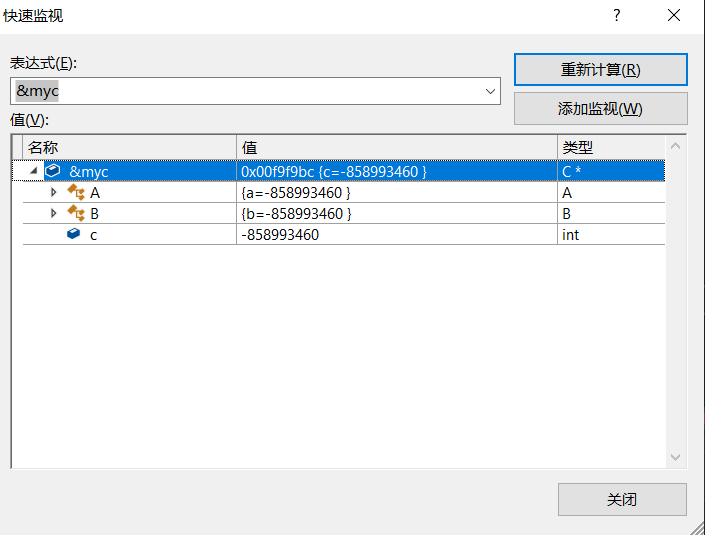 快速监视 ?
表达式(E):
重新计算(R)
&myc
添加监视(W)
值(V):
名称 值 类型
&myc 0x00f9f9bc {c=-858993460 } C *
A {a=-858993460 } A
B {b=-858993460 } B
c -858993460 int
关闭